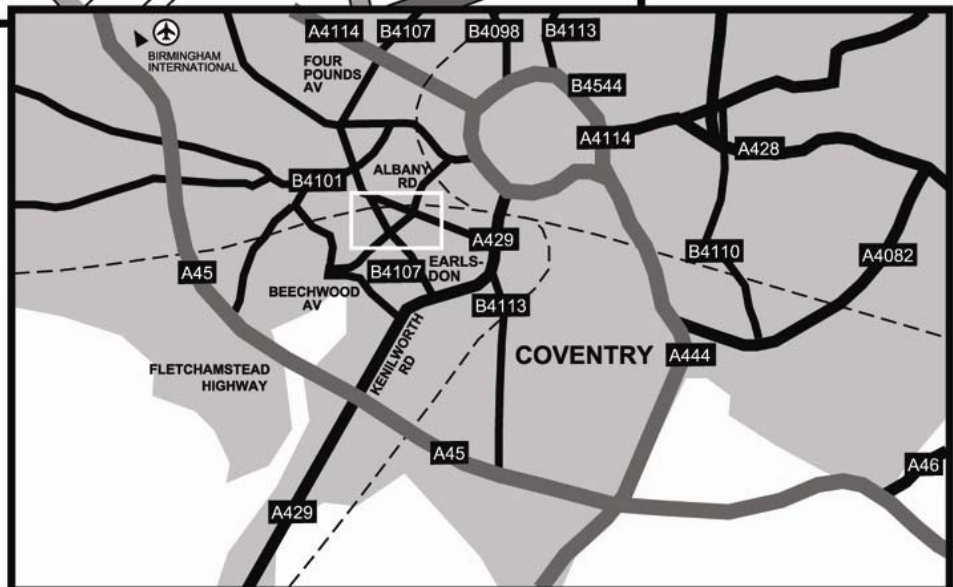 A4114
B4107
B4098
B4113
BIRMINGHAM
INTERNATIONAL
FOUR
POUNDS
AV
B4544
A4114
A428
ALBANY
RD
B4101
A429
B4110
A4082
A45
B4107
EARLS-
DON
BEECHWOOD
AV
B4113
KENILWORTH
RD
COVENTRY
A444
FLETCHAMSTEAD
HIGHWAY
A45
A46
A429